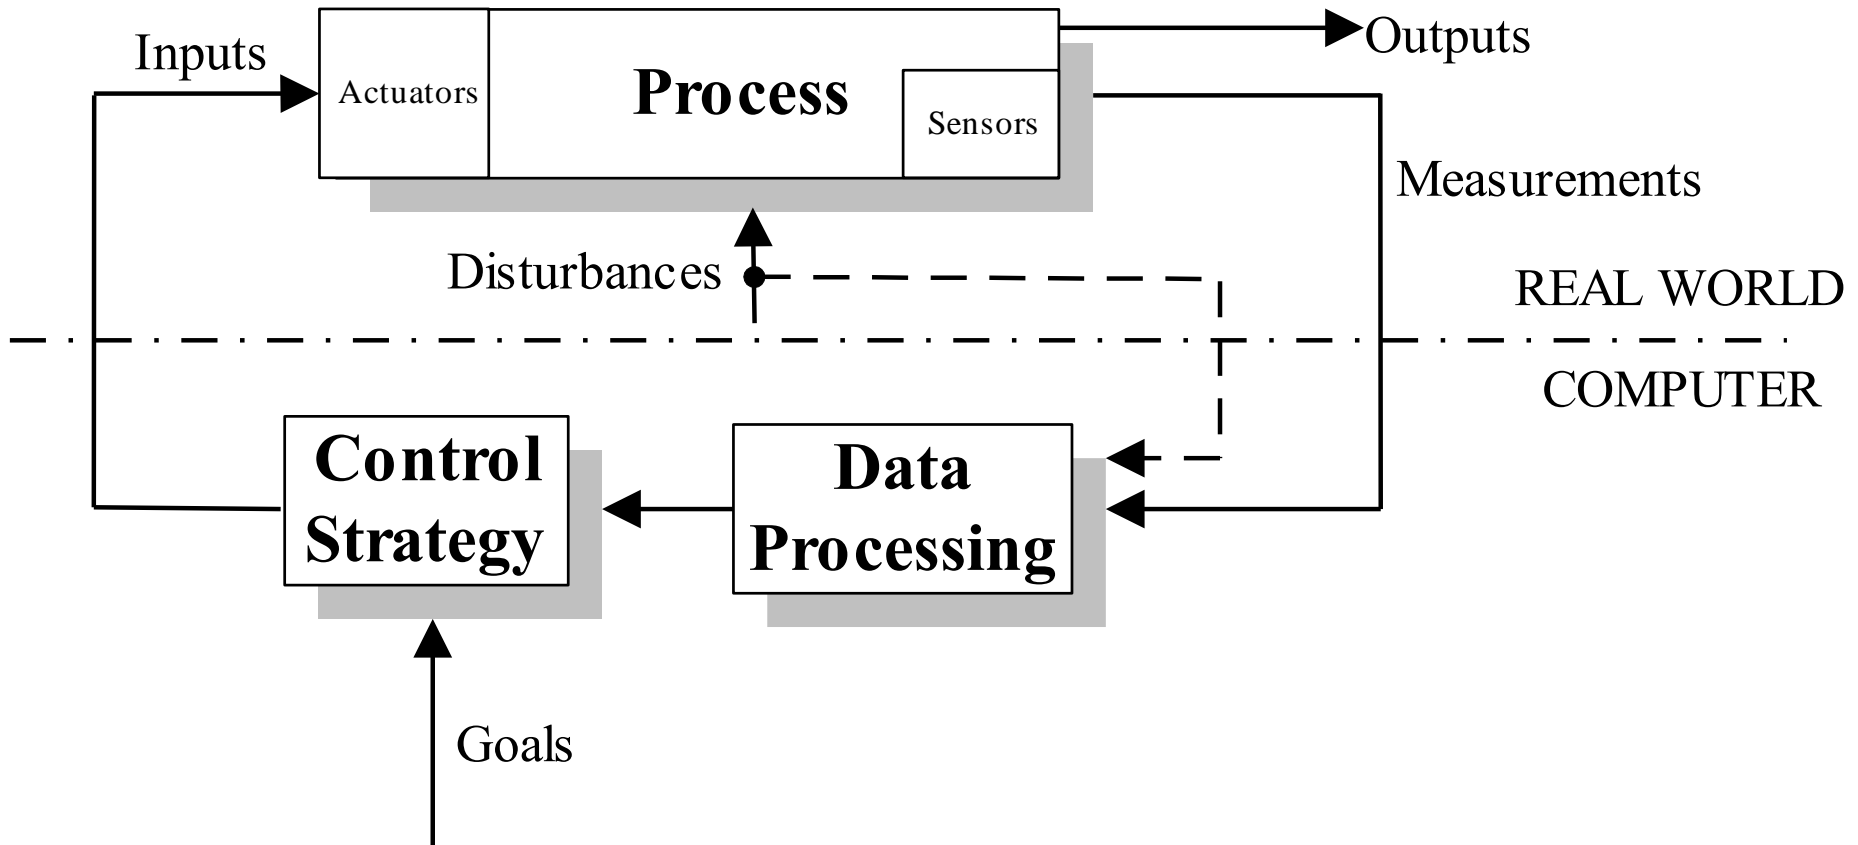 Inputs
Actuators
Process
Sensors
Outputs
Measurements
Disturbances
REAL WORLD
COMPUTER
Control
Strategy
Data
Processing
Goals